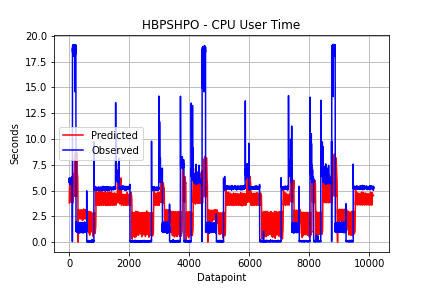 HBPSHPO - CPU User Time
20.0
17.5
15.0
12.5
10.0
7.5
5.0
2.5
0.0
Seconds
Predicted
Observed
0 2000 4000 6000 8000 10000
Datapoint